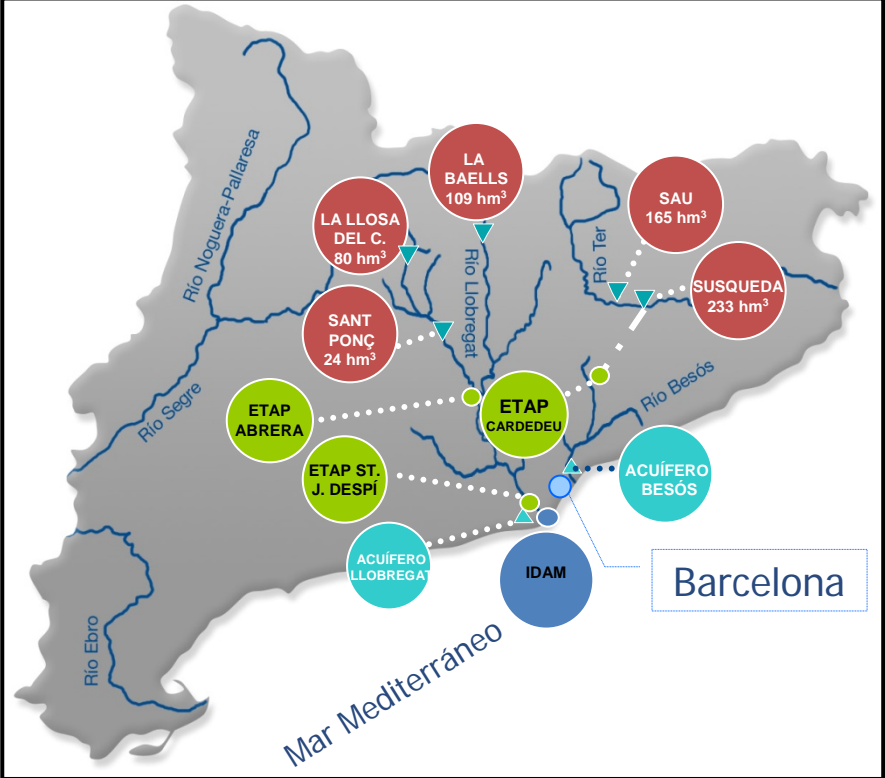 LA
BAELLS
109 hm³
LA LLOSA
DEL C.
80 hm³
SAU
165 hm³
SUSQUEDA
233 hm³
SANT
PONÇ
24 hm³
Río Noguera-Pallaresa
Río Llobregat
Río Ter
Río Segre
Río Besós
ETAP
ABRERA
ETAP
CARDEDEU
ETAP ST.
J. DESPÍ
ACUÍFERO
BESÓS
ACUÍFERO
LLOBREGAT
IDAM
Barcelona
Río Ebro
Mar Mediterráneo